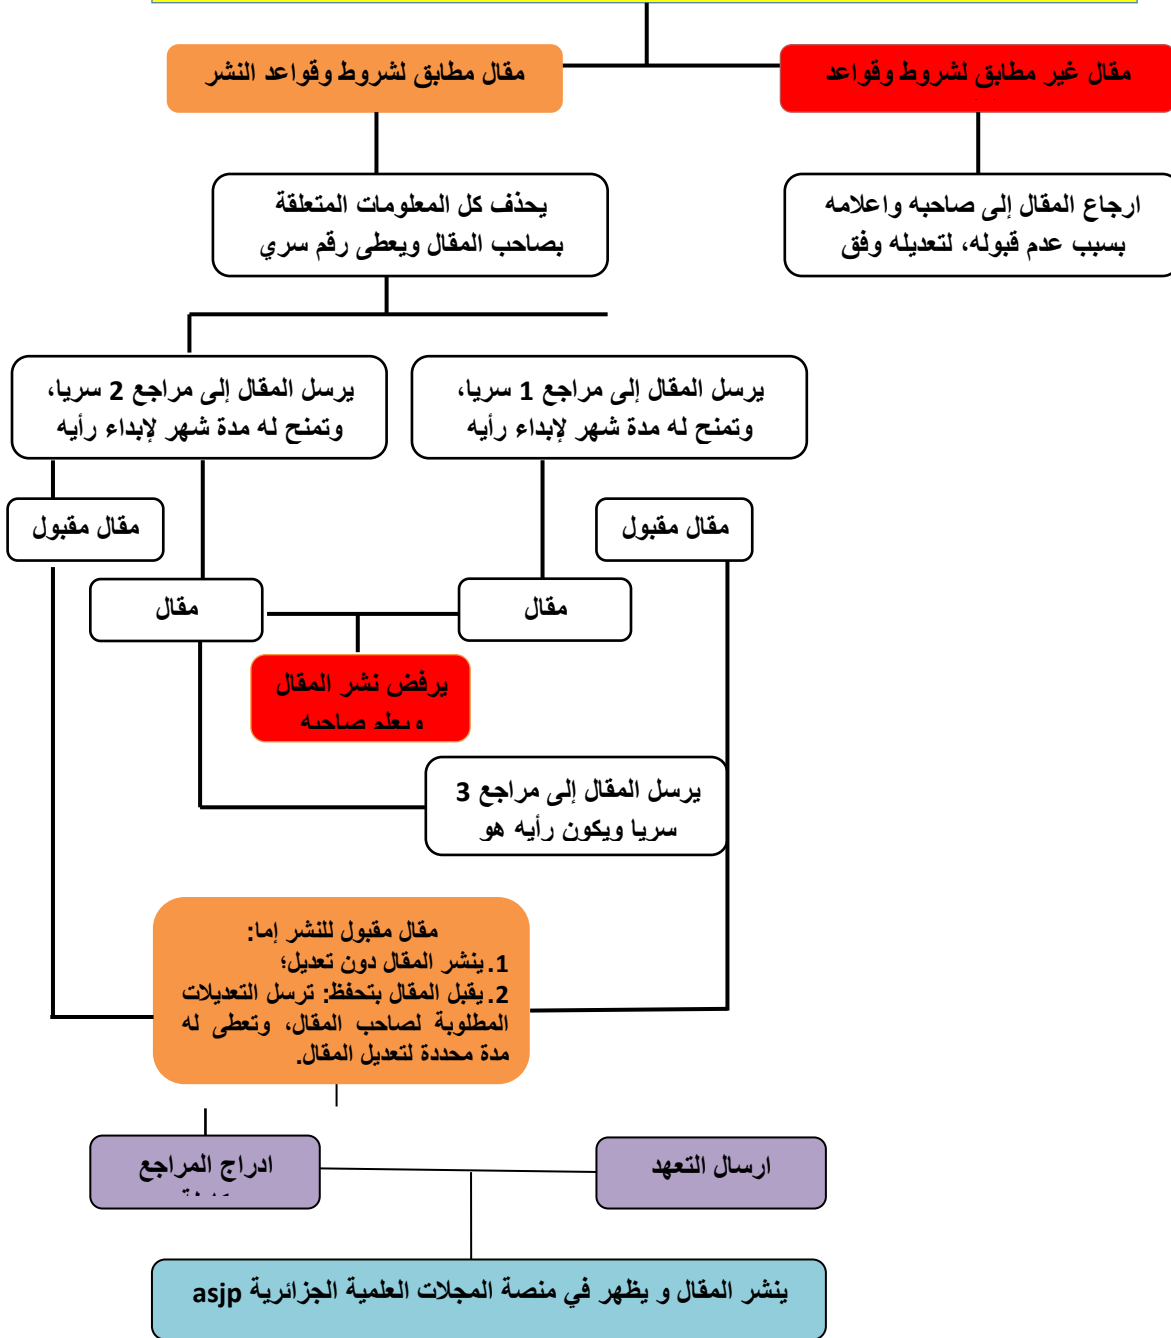 مقال غير مطابق لشروط وقواعد
مقال مطابق لشروط وقواعد النشر
ارجاع المقال إلى صاحبه واعلامه
بسبب عدم قبوله، لتعديله وفق
يحذف كل المعلومات المتعلقة
بصاحب المقال ويعطى رقم سري
يرسل المقال إلى مراجع 1 سريا،
وتمنح له مدة شهر لإبداء رأيه
يرسل المقال إلى مراجع 2 سريا،
وتمنح له مدة شهر لإبداء رأيه
مقال مقبول
مقال مقبول
مقال
مقال
يرفض نشر المقال
ويعلم صاحبه
يرسل المقال إلى مراجع 3
سريا ويكون رأيه هو
مقال مقبول للنشر إما:
1. ينشر المقال دون تعديل؛
2. يقبل المقال بتحفظ: ترسل التعديلات
المطلوبة لصاحب المقال، وتعطى له
مدة محددة لتعديل المقال.
ارسال التعهد
ادراج المراجع
ينشر المقال و يظهر في منصة المجلات العلمية الجزائرية asjp